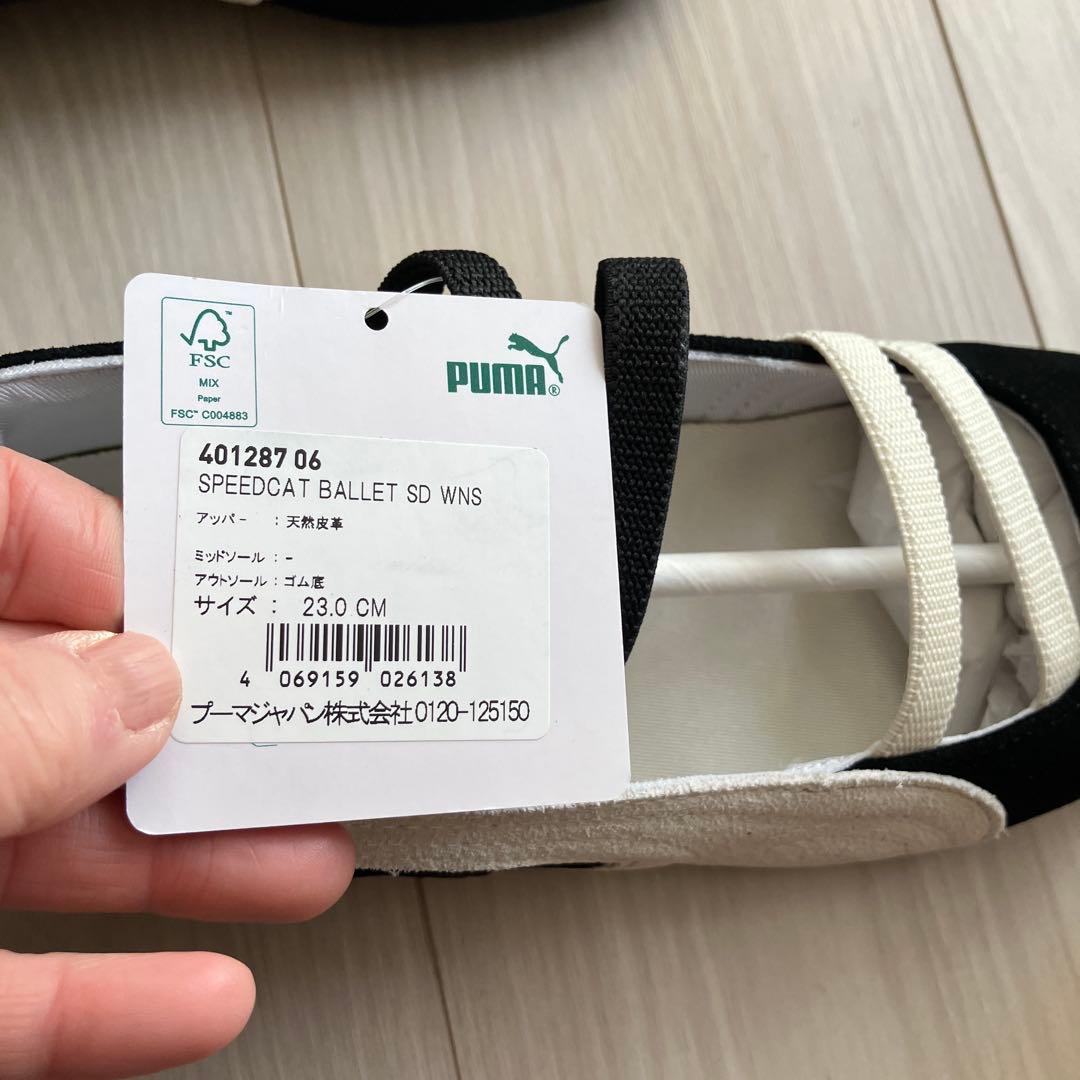 FSC™
MIX
Paper
FSC™ C004883
PUMA®
401287 06
SPEEDCAT BALLET SD WNS
アッパー : 天然皮革
ミッドソール : -
アウトソール : ゴム底
サイズ : 23.0 CM
4 069159 026138
プーマジャパン株式会社0120-125150